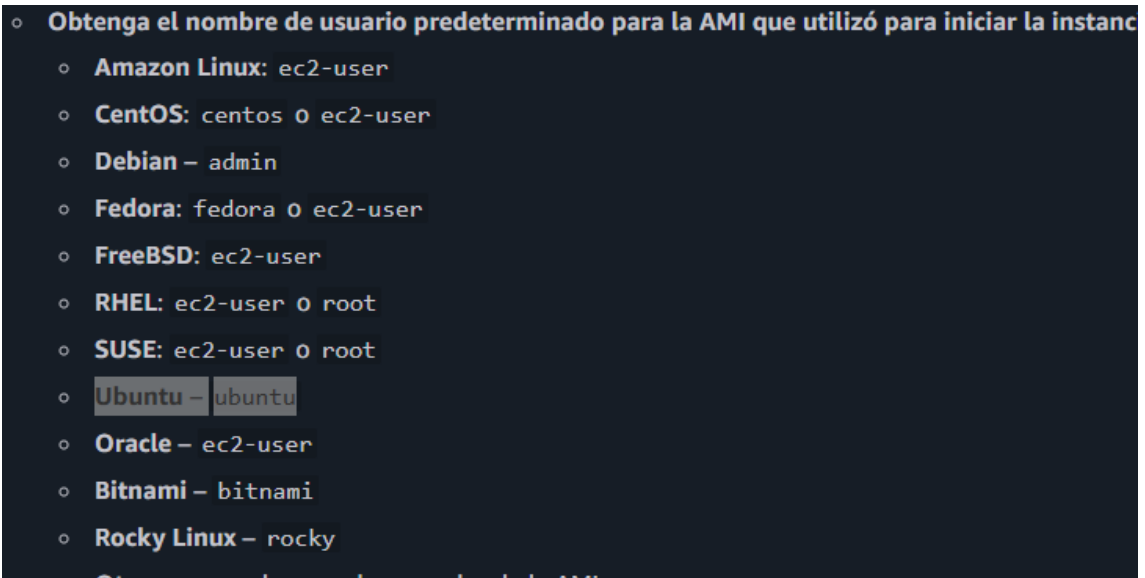 Obtenga el nombre de usuario predeterminado para la AMI que utilizó para iniciar la instanc
Amazon Linux: ec2-user
CentOS: centos o ec2-user
Debian – admin
Fedora: fedora o ec2-user
FreeBSD: ec2-user
RHEL: ec2-user o root
SUSE: ec2-user o root
Ubuntu – ubuntu
Oracle – ec2-user
Bitnami – bitnami
Rocky Linux – rocky